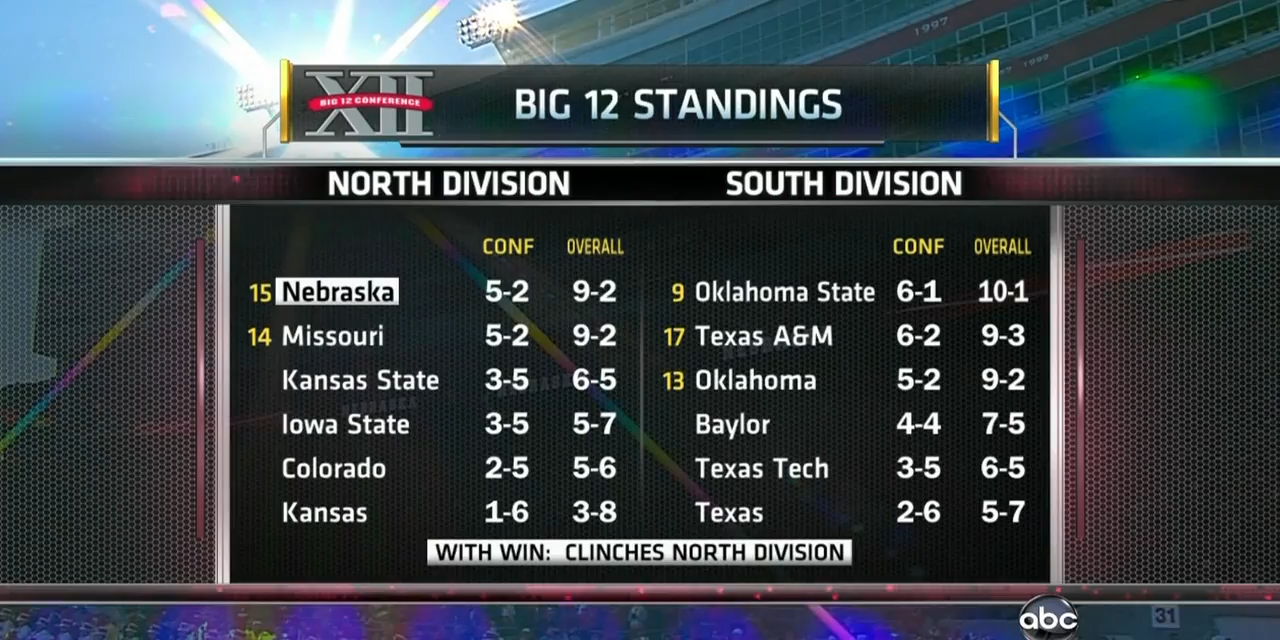 1997
1999
XII
BIG 12 CONFERENCE
BIG 12 STANDINGS
NORTH DIVISION SOUTH DIVISION
CONF OVERALL CONF OVERALL
15 Nebraska 5-2 9-2 9 Oklahoma State 6-1 10-1
14 Missouri 5-2 9-2 17 Texas A&M 6-2 9-3
Kansas State 3-5 6-5 13 Oklahoma 5-2 9-2
Iowa State 3-5 5-7 Baylor 4-4 7-5
Colorado 2-5 5-6 Texas Tech 3-5 6-5
Kansas 1-6 3-8 Texas 2-6 5-7
WITH WIN: CLINCHES NORTH DIVISION
abc 31